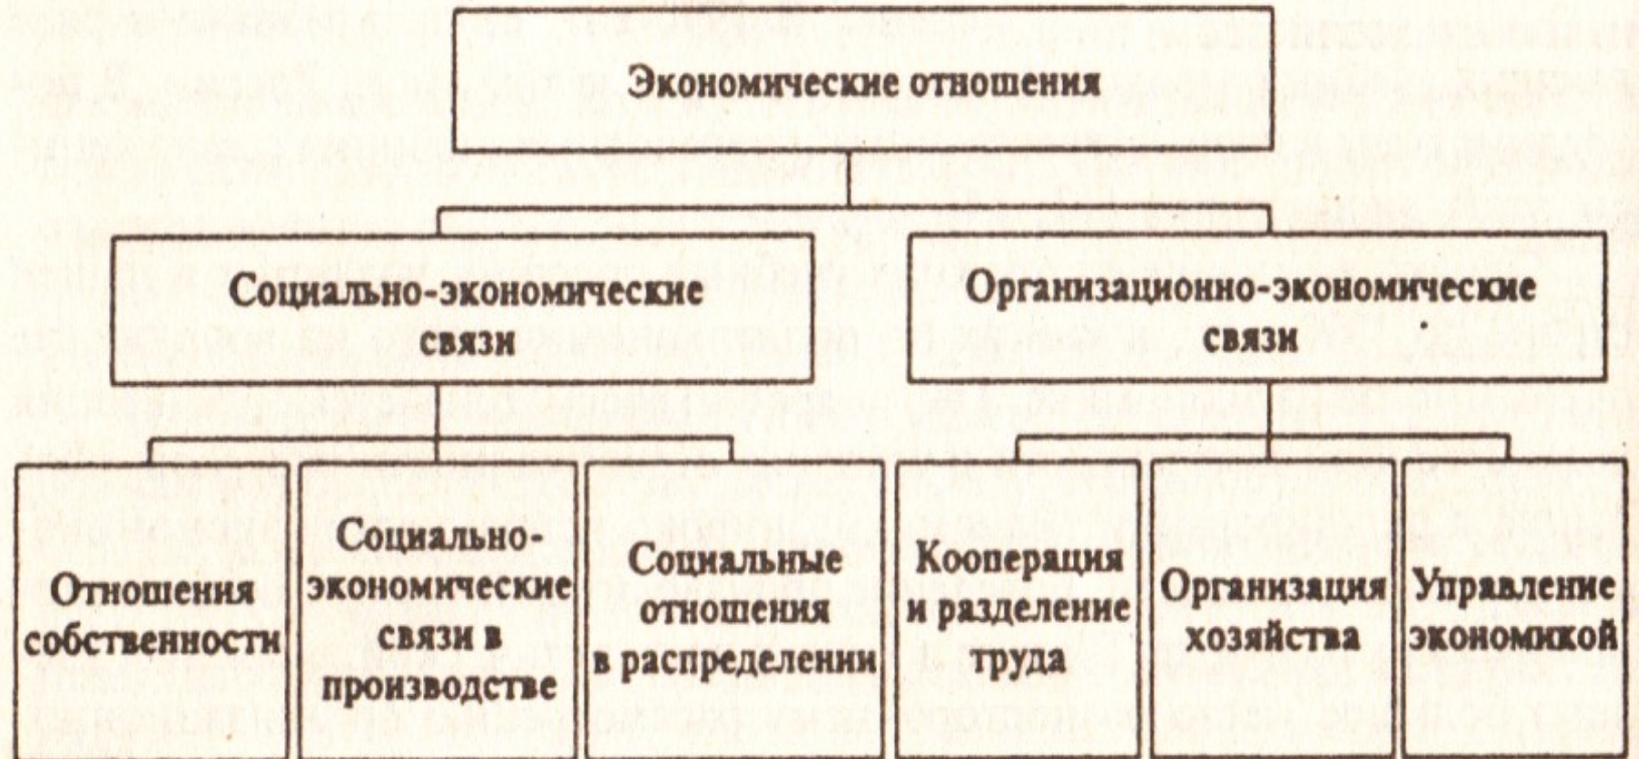 Экономические отношения
Социально-экономические
связи
Организационно-экономические
связи
Отношения
собственности
Социально-
экономические
связи в
производстве
Социальные
отношения
в распределении
Кооперация
и разделение
труда
Организация
хозяйства
Управление
экономикой